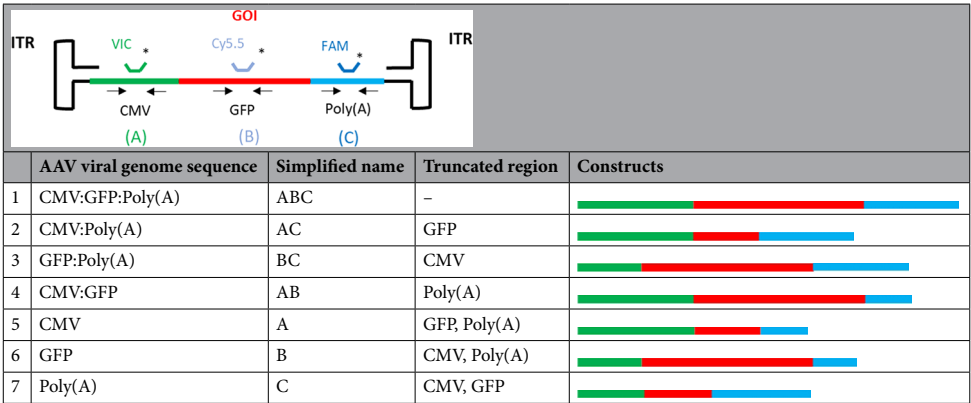 GOI
ITR
ITR
VIC *
Cy5.5 *
FAM *
CMV
GFP
Poly(A)
(A)
(B)
(C)
AAV viral genome sequence Simplified name Truncated region Constructs
1 CMV:GFP:Poly(A) ABC –
2 CMV:Poly(A) AC GFP
3 GFP:Poly(A) BC CMV
4 CMV:GFP AB Poly(A)
5 CMV A GFP, Poly(A)
6 GFP B CMV, Poly(A)
7 Poly(A) C CMV, GFP